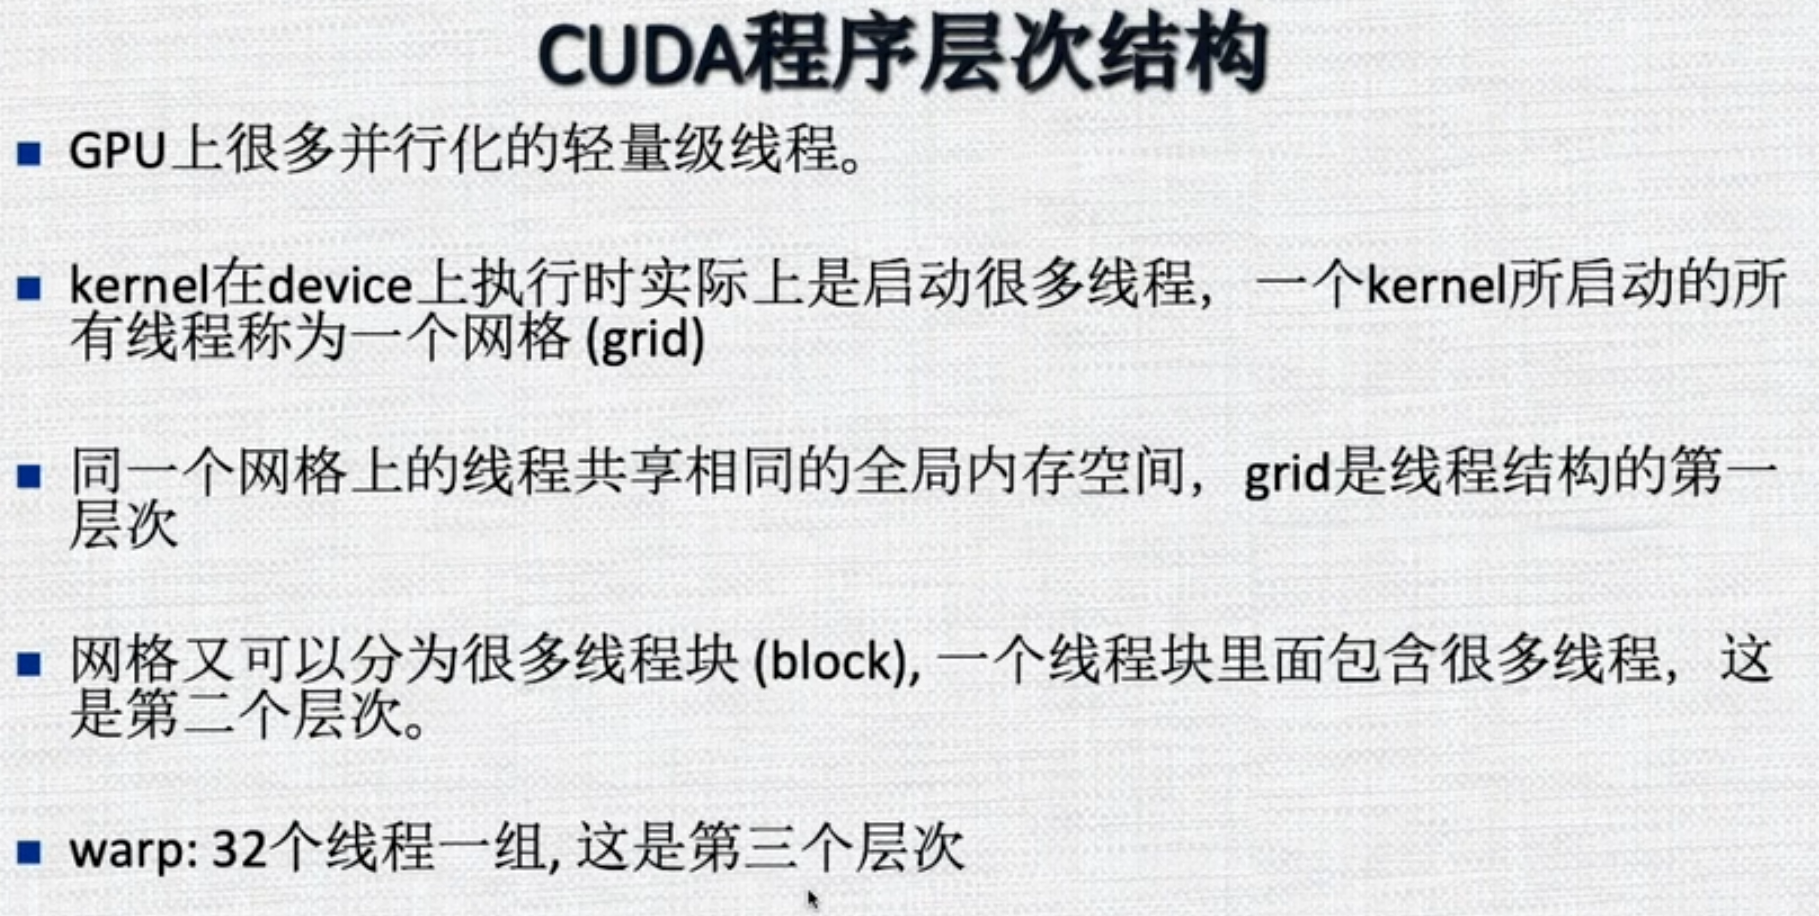 CUDA程序层次结构
GPU上很多并行化的轻量级线程。
kernel在device上执行时实际上是启动很多线程，一个kernel所启动的所
有线程称为一个网格 (grid)
同一个网格上的线程共享相同的全局内存空间，grid是线程结构的第一
层次
网格又可以分为很多线程块 (block), 一个线程块里面包含很多线程，这
是第二个层次。
warp: 32个线程一组, 这是第三个层次